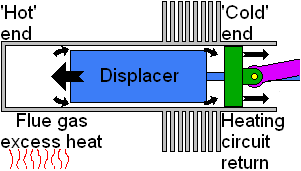 'Hot'
end
'Cold'
end
Displacer
Flue gas
excess heat
Heating
circuit
return